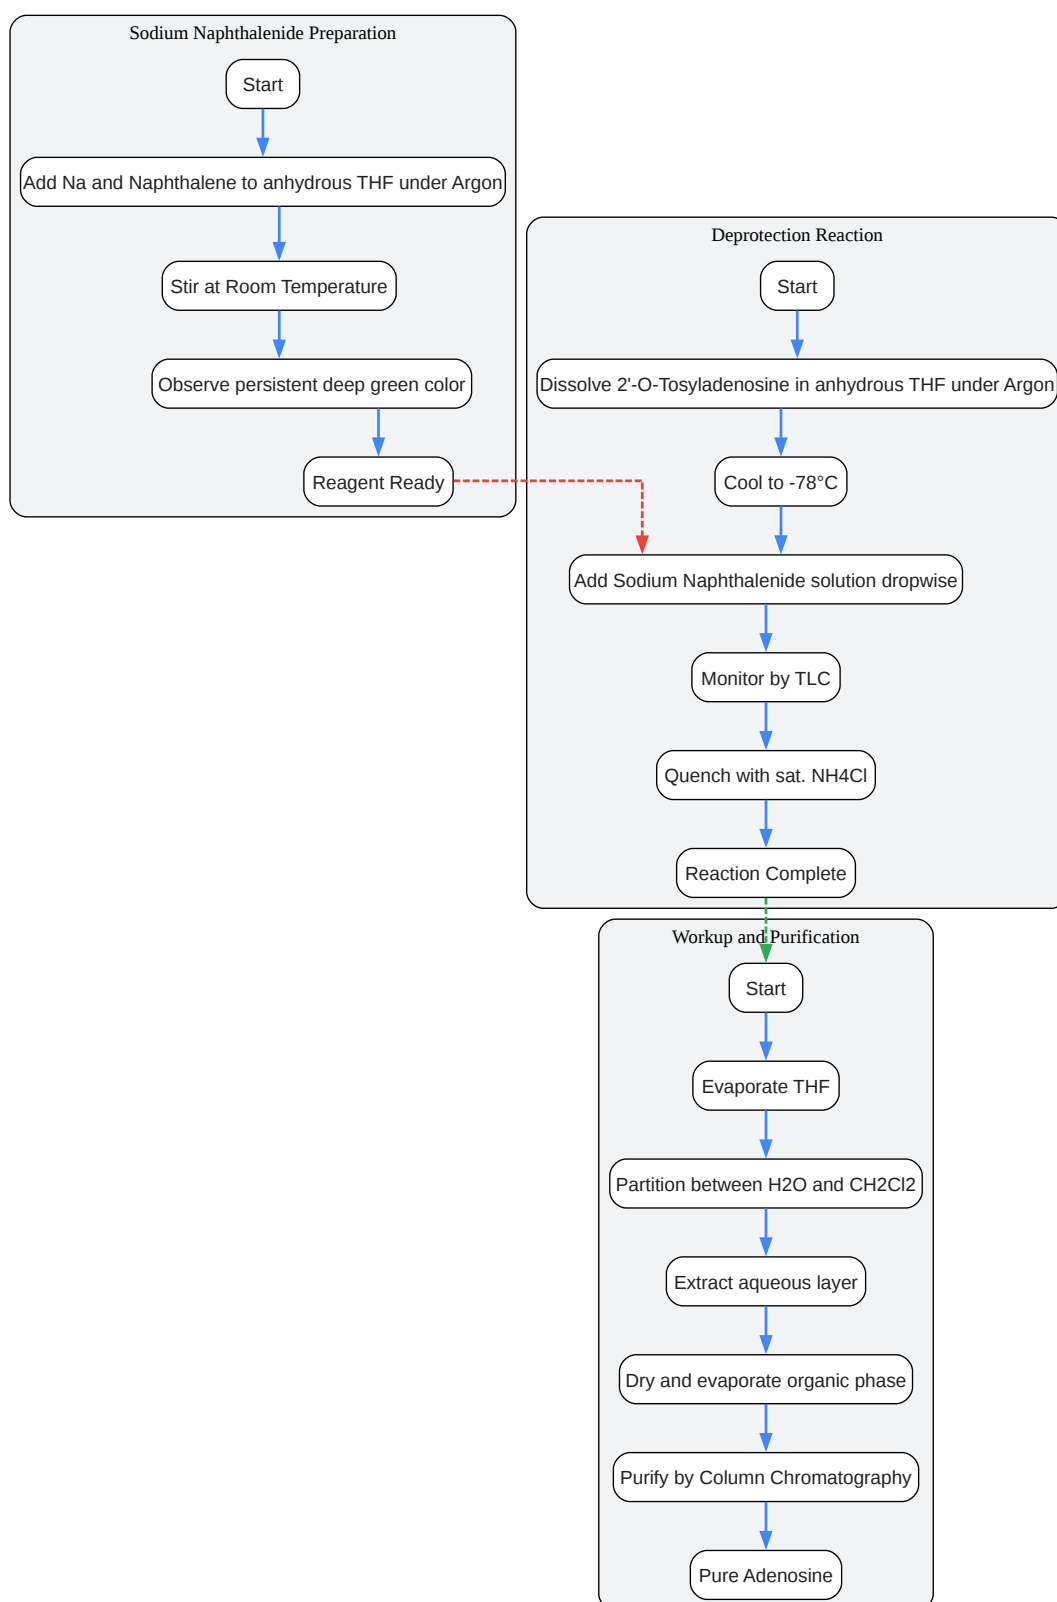 Sodium Naphthalenide Preparation
Start
Add Na and Naphthalene to anhydrous THF under Argon
Stir at Room Temperature
Observe persistent deep green color
Reagent Ready
Deprotection Reaction
Start
Dissolve 2'-O-Tosyladenosine in anhydrous THF under Argon
Cool to -78°C
Add Sodium Naphthalenide solution dropwise
Monitor by TLC
Quench with sat. NH4Cl
Reaction Complete
Workup and Purification
Start
Evaporate THF
Partition between H2O and CH2Cl2
Extract aqueous layer
Dry and evaporate organic phase
Purify by Column Chromatography
Pure Adenosine